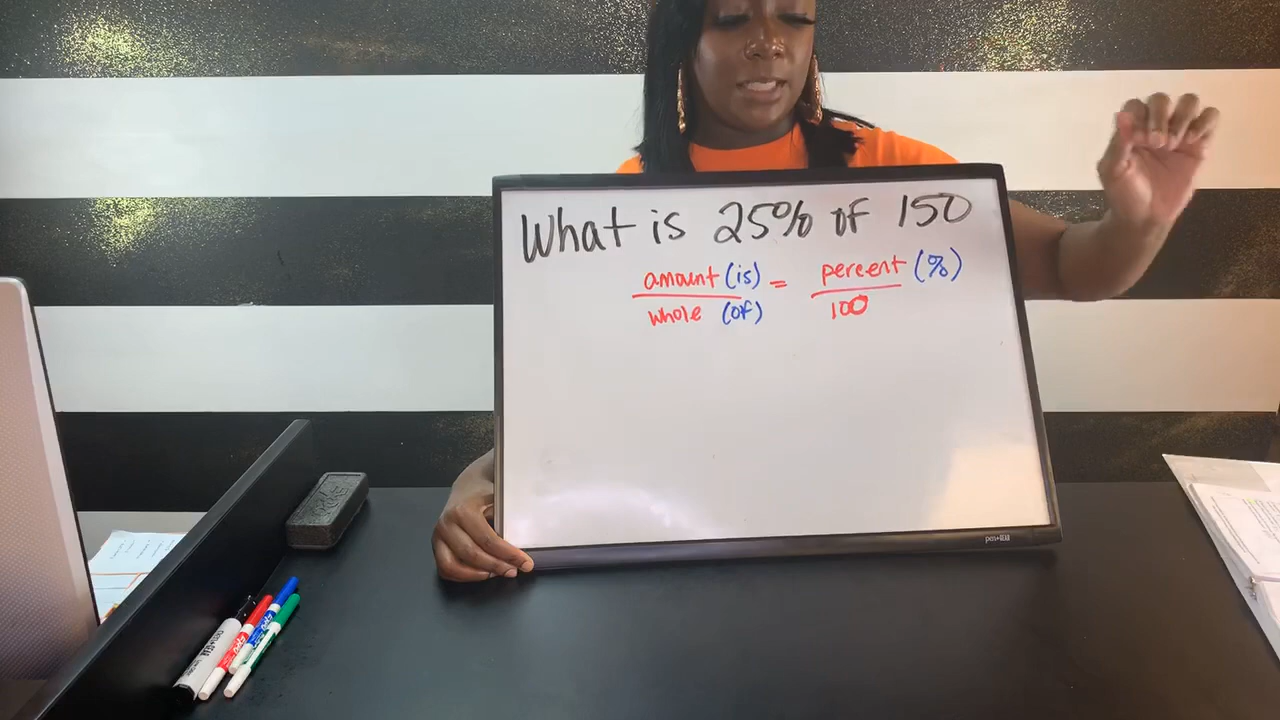 What is 25% of 150
amount (is) = percent (%)
whole (of) 100